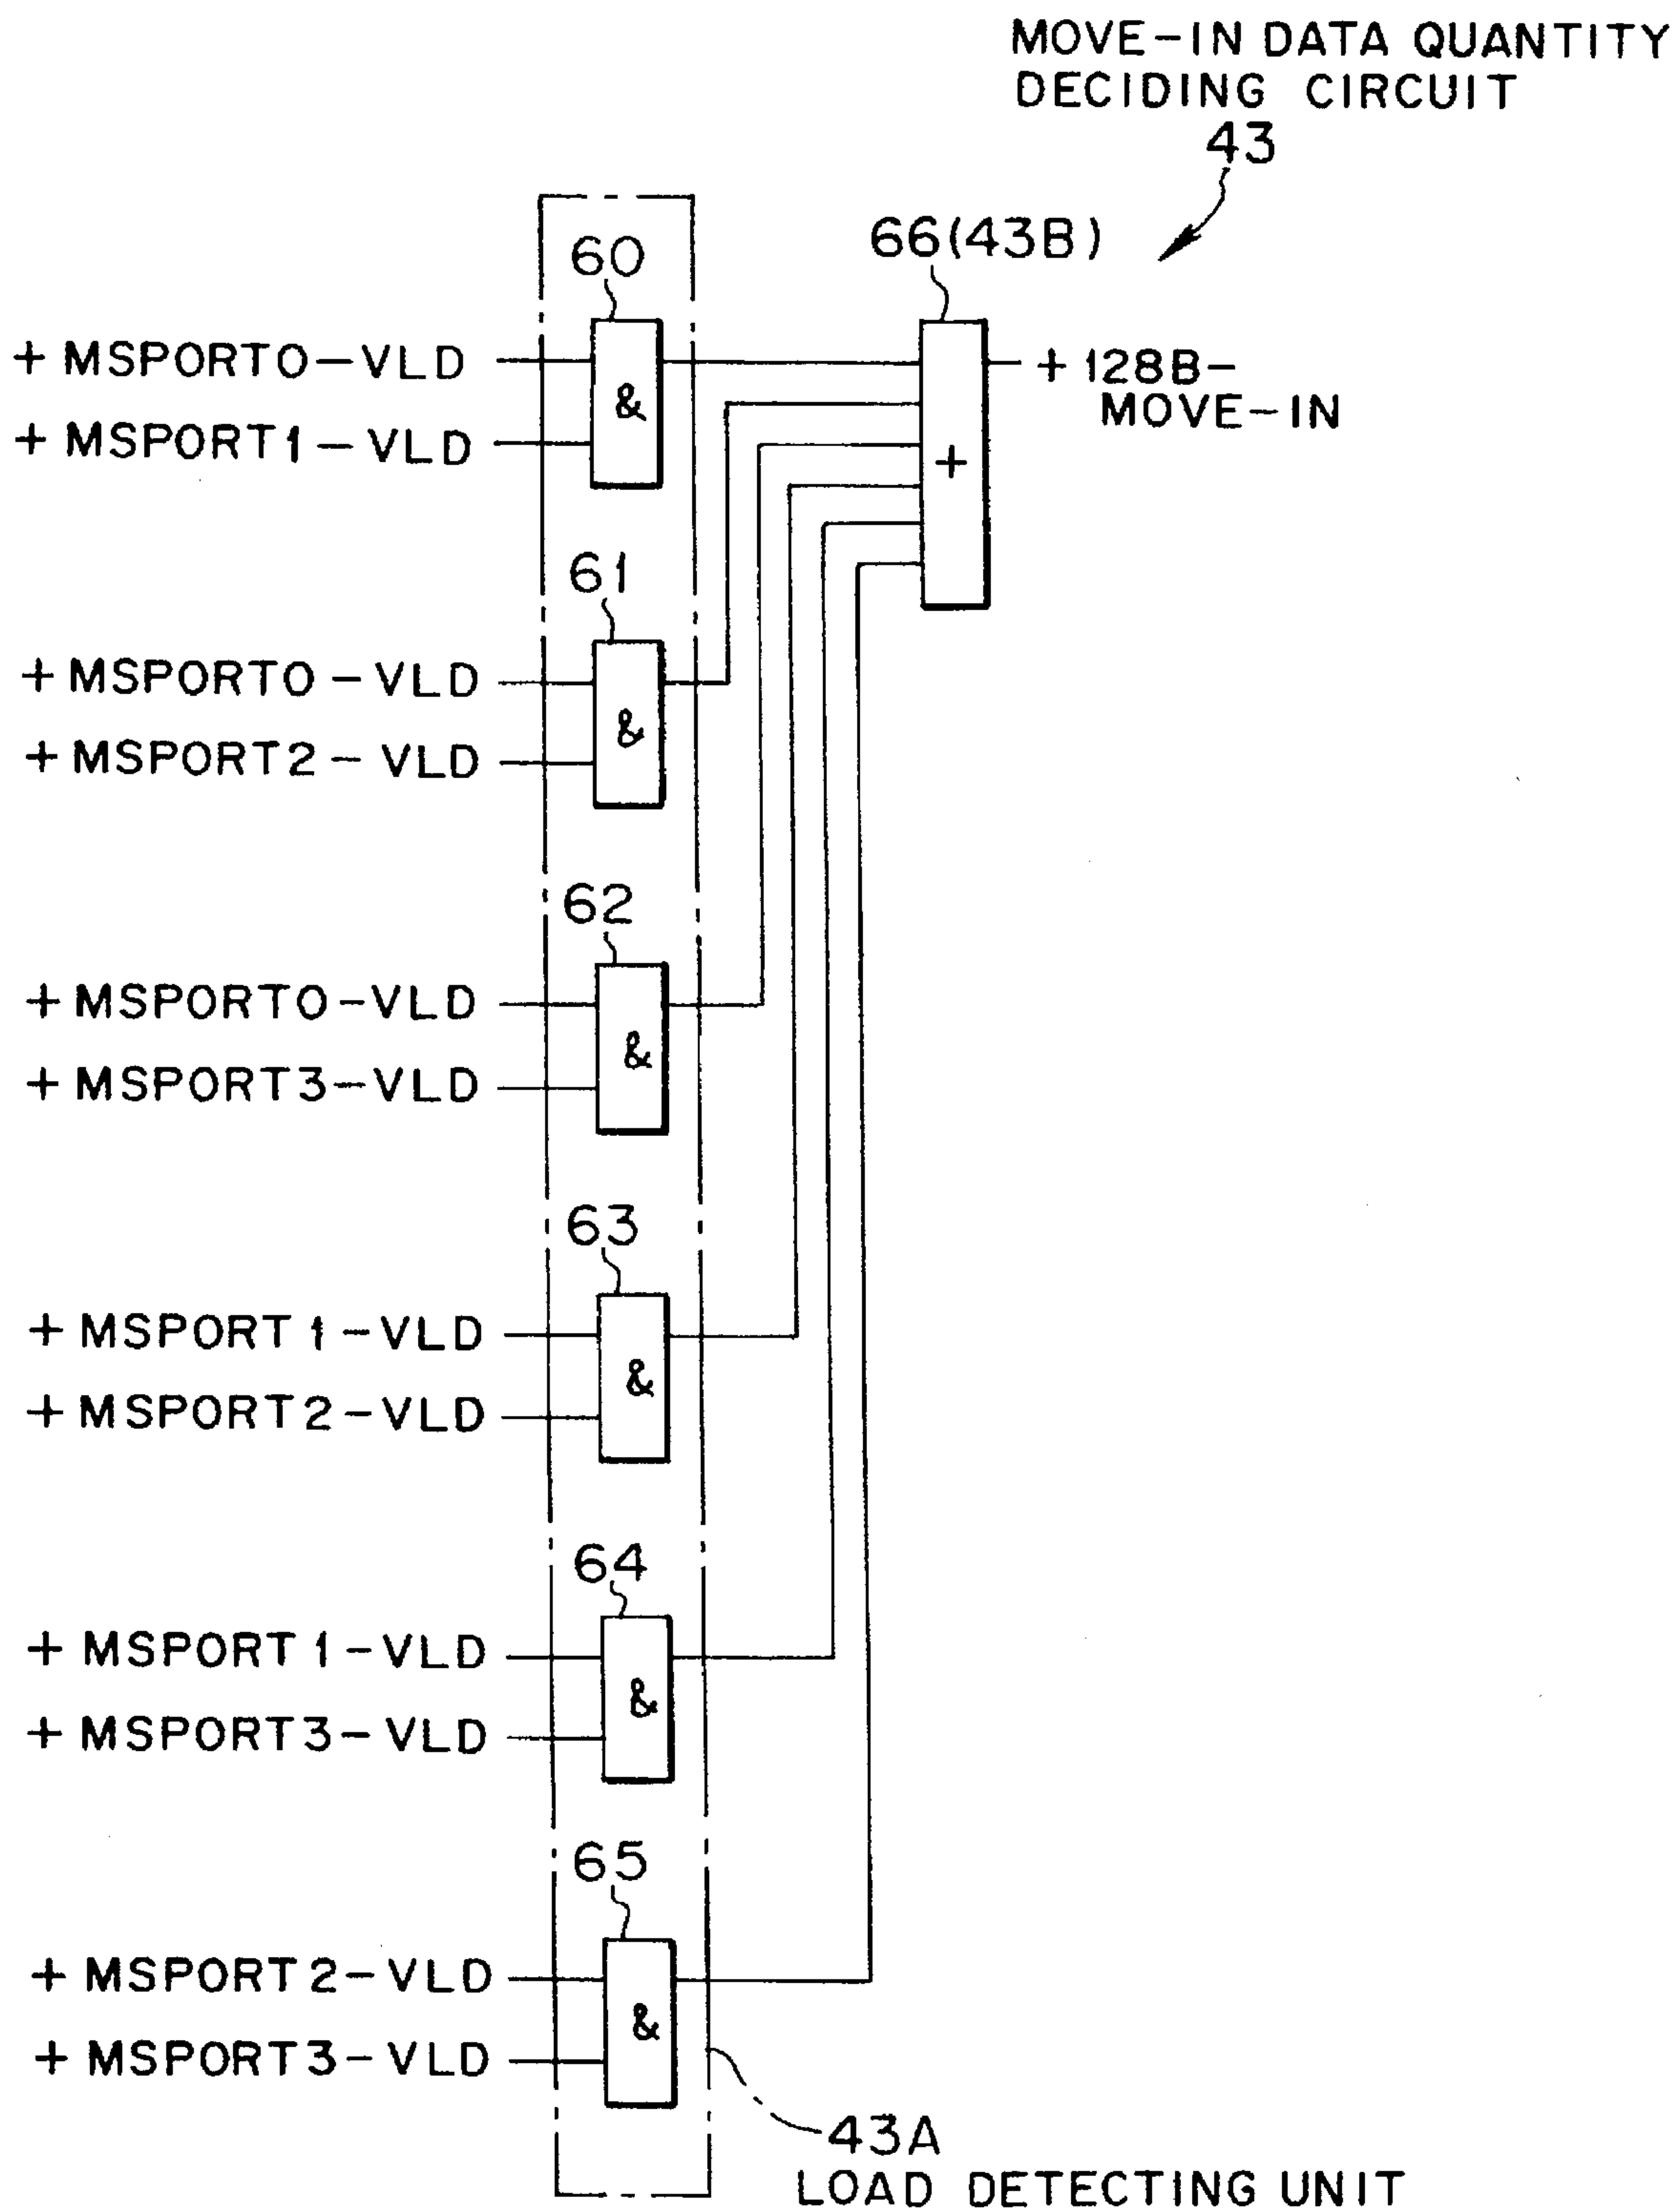 MOVE-IN DATA QUANTITY
DECIDING CIRCUIT
43
66(43B)
60
+ MSPORT0-VLD
+ MSPORT1-VLD
&
+
+ 128B-
MOVE-IN
61
+ MSPORT0-VLD
+ MSPORT2-VLD
&
62
+ MSPORT0-VLD
+ MSPORT3-VLD
&
63
+ MSPORT1-VLD
+ MSPORT2-VLD
&
64
+ MSPORT1-VLD
+ MSPORT3-VLD
&
65
+ MSPORT2-VLD
+ MSPORT3-VLD
&
43A
LOAD DETECTING UNIT